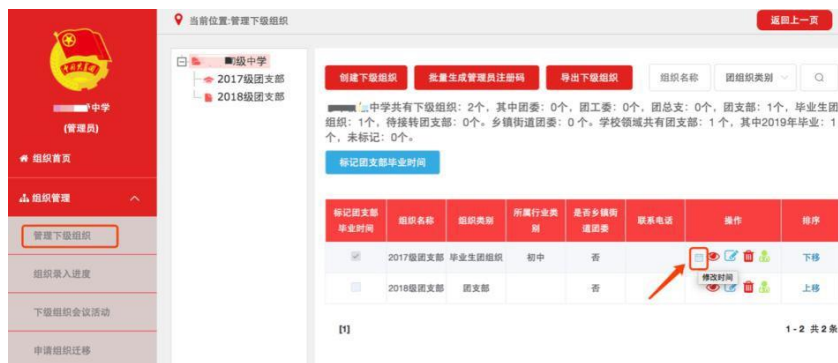 当前位置:管理下级组织
返回上一页
中学
(管理员)
组织首页
组织管理
管理下级组织
组织录入进度
下级组织会议活动
申请组织迁移
级中学
2017级团支部
2018级团支部
创建下级组织 批量生成管理员注册码 导出下级组织 组织名称 团组织类别
中学共有下级组织：2个，其中团委：0个，团工委：0个，团总支：0个，团支部：1个，毕业生团
组织：1个，待接转团支部：0个。乡镇街道团委：0 个。学校领域共有团支部：1 个，其中2019年毕业：1
个，未标记：0个。
标记团支部毕业时间
标记团支部毕业时间 组织名称 组织类别 所属行业类别 是否乡镇街道团委 联系电话 操作 排序
2017级团支部 毕业生团组织 初中 否 下移
修改时间
2018级团支部 团支部 否 上移
[1] 1-2 共2条